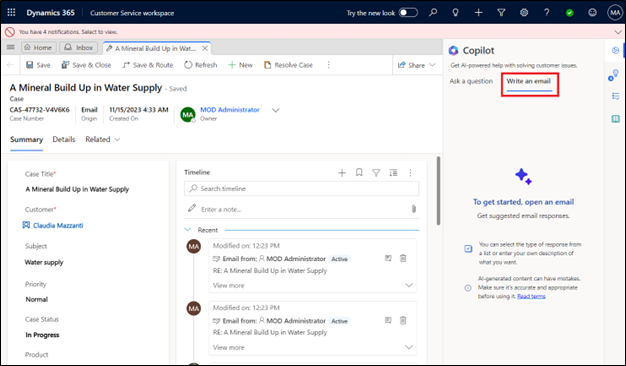 Dynamics 365
Customer Service workspace
Try the new look
MA
You have 4 notifications. Select to view.
Home
Inbox
A Mineral Build Up in Wat...
Save
Save & Close
Save & Route
Refresh
New
Resolve Case
Share
A Mineral Build Up in Water Supply - Saved
Case
CAS-47732-V4V6K6
Case Number
Email
Origin
11/15/2023 4:33 AM
Created On
MA
MOD Administrator
Owner
Summary
Details
Related
Case Title*
A Mineral Build Up in Water Supply
Customer*
Claudia Mazzanti
Subject
Water supply
Priority
Normal
Case Status
In Progress
Product
Timeline
Search timeline
Enter a note...
Recent
MA
Modified on: 12:23 PM
Email from: MOD Administrator Active
RE: A Mineral Build Up in Water Supply
View more
MA
Modified on: 12:23 PM
Email from: MOD Administrator Active
RE: A Mineral Build Up in Water Supply
View more
Copilot
Get AI-powered help with solving customer issues.
Ask a question
Write an email
To get started, open an email
Get suggested email responses.
You can select the type of response from
a list or enter your own description of
what you want.
AI-generated content can have mistakes.
Make sure it's accurate and appropriate
before using it. Read terms